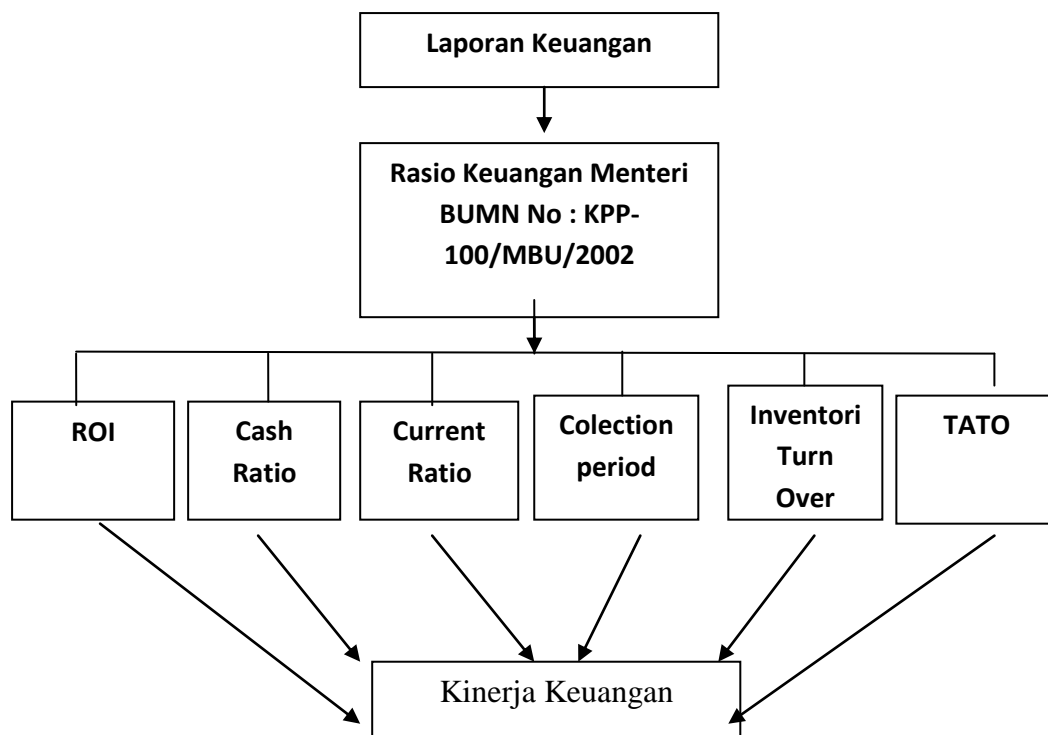 Laporan Keuangan
Rasio Keuangan Menteri
BUMN No : KPP-
100/MBU/2002
ROI
Cash
Ratio
Current
Ratio
Colection
period
Inventori
Turn
Over
TATO
Kinerja Keuangan